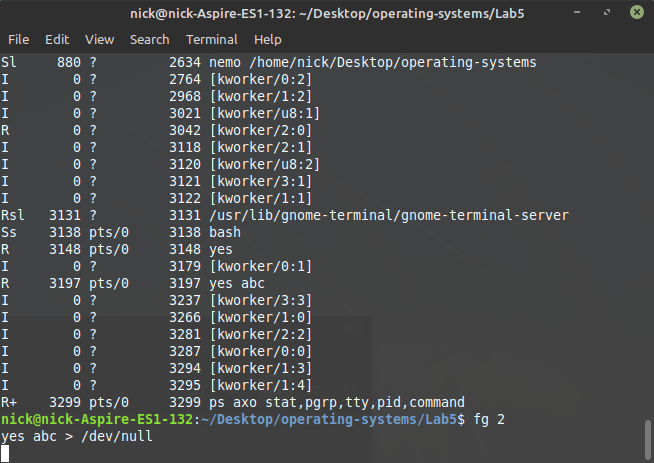 nick@nick-Aspire-ES1-132: ~/Desktop/operating-systems/Lab5
File Edit View Search Terminal Help
Sl 880 ? 2634 nemo /home/nick/Desktop/operating-systems
I 0 ? 2764 [kworker/0:2]
I 0 ? 2968 [kworker/1:2]
I 0 ? 3021 [kworker/u8:1]
R 0 ? 3042 [kworker/2:0]
I 0 ? 3118 [kworker/2:1]
I 0 ? 3120 [kworker/u8:2]
I 0 ? 3121 [kworker/3:1]
I 0 ? 3122 [kworker/1:1]
Rsl 3131 ? 3131 /usr/lib/gnome-terminal/gnome-terminal-server
Ss 3138 pts/0 3138 bash
R 3148 pts/0 3148 yes
I 0 ? 3179 [kworker/0:1]
R 3197 pts/0 3197 yes abc
I 0 ? 3237 [kworker/3:3]
I 0 ? 3266 [kworker/1:0]
I 0 ? 3281 [kworker/2:2]
I 0 ? 3287 [kworker/0:0]
I 0 ? 3294 [kworker/1:3]
I 0 ? 3295 [kworker/1:4]
R+ 3299 pts/0 3299 ps axo stat,pgrp,tty,pid,command
nick@nick-Aspire-ES1-132:~/Desktop/operating-systems/Lab5$ fg 2
yes abc > /dev/null